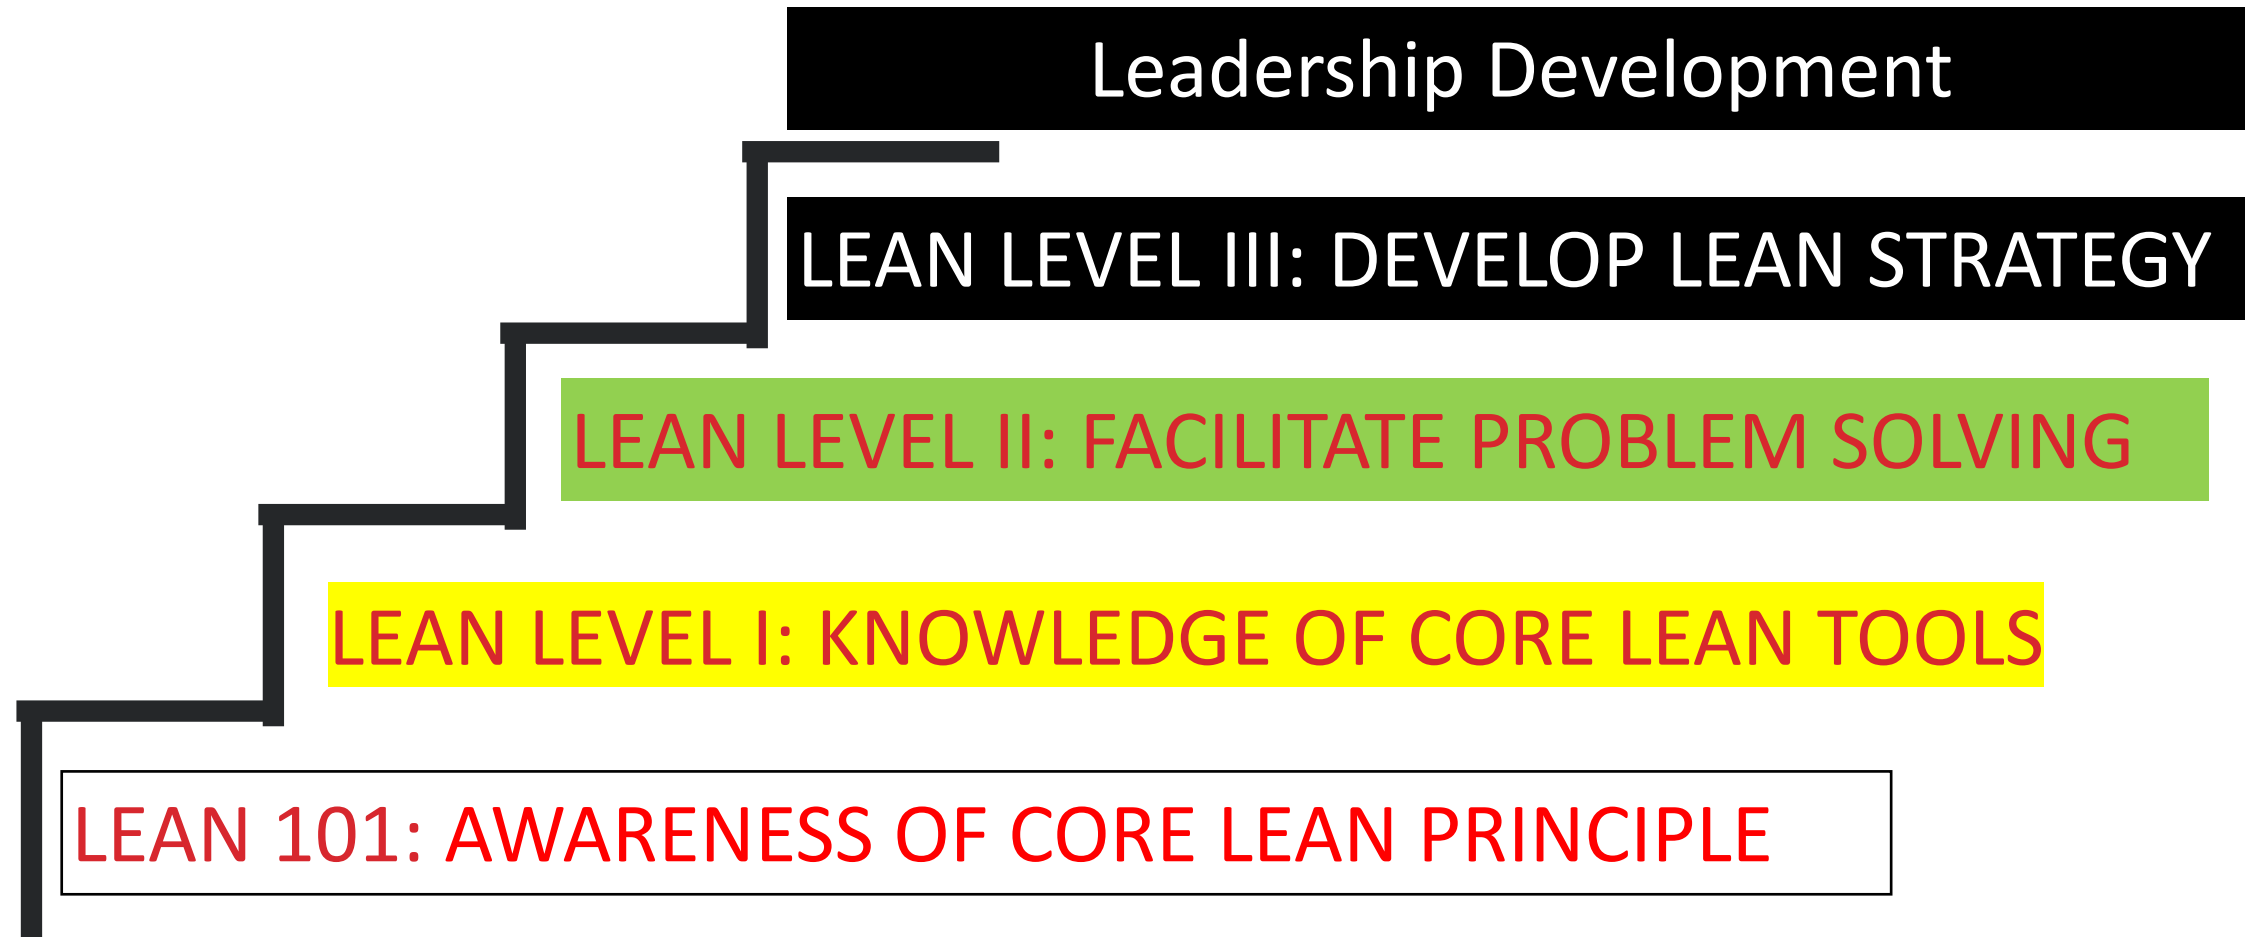 Leadership Development
LEAN LEVEL III: DEVELOP LEAN STRATEGY
LEAN LEVEL II: FACILITATE PROBLEM SOLVING
LEAN LEVEL I: KNOWLEDGE OF CORE LEAN TOOLS
LEAN 101: AWARENESS OF CORE LEAN PRINCIPLE